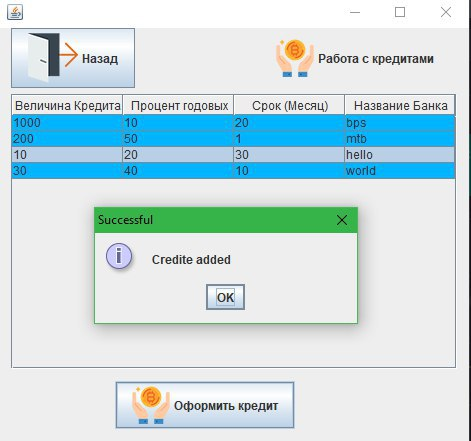 Назад
Работа с кредитами
Величина Кредита Процент годовых Срок (Месяц) Название Банка
1000 10 20 bps
200 50 1 mtb
10 20 30 hello
30 40 10 world
Successful
Credite added
OK
Оформить кредит